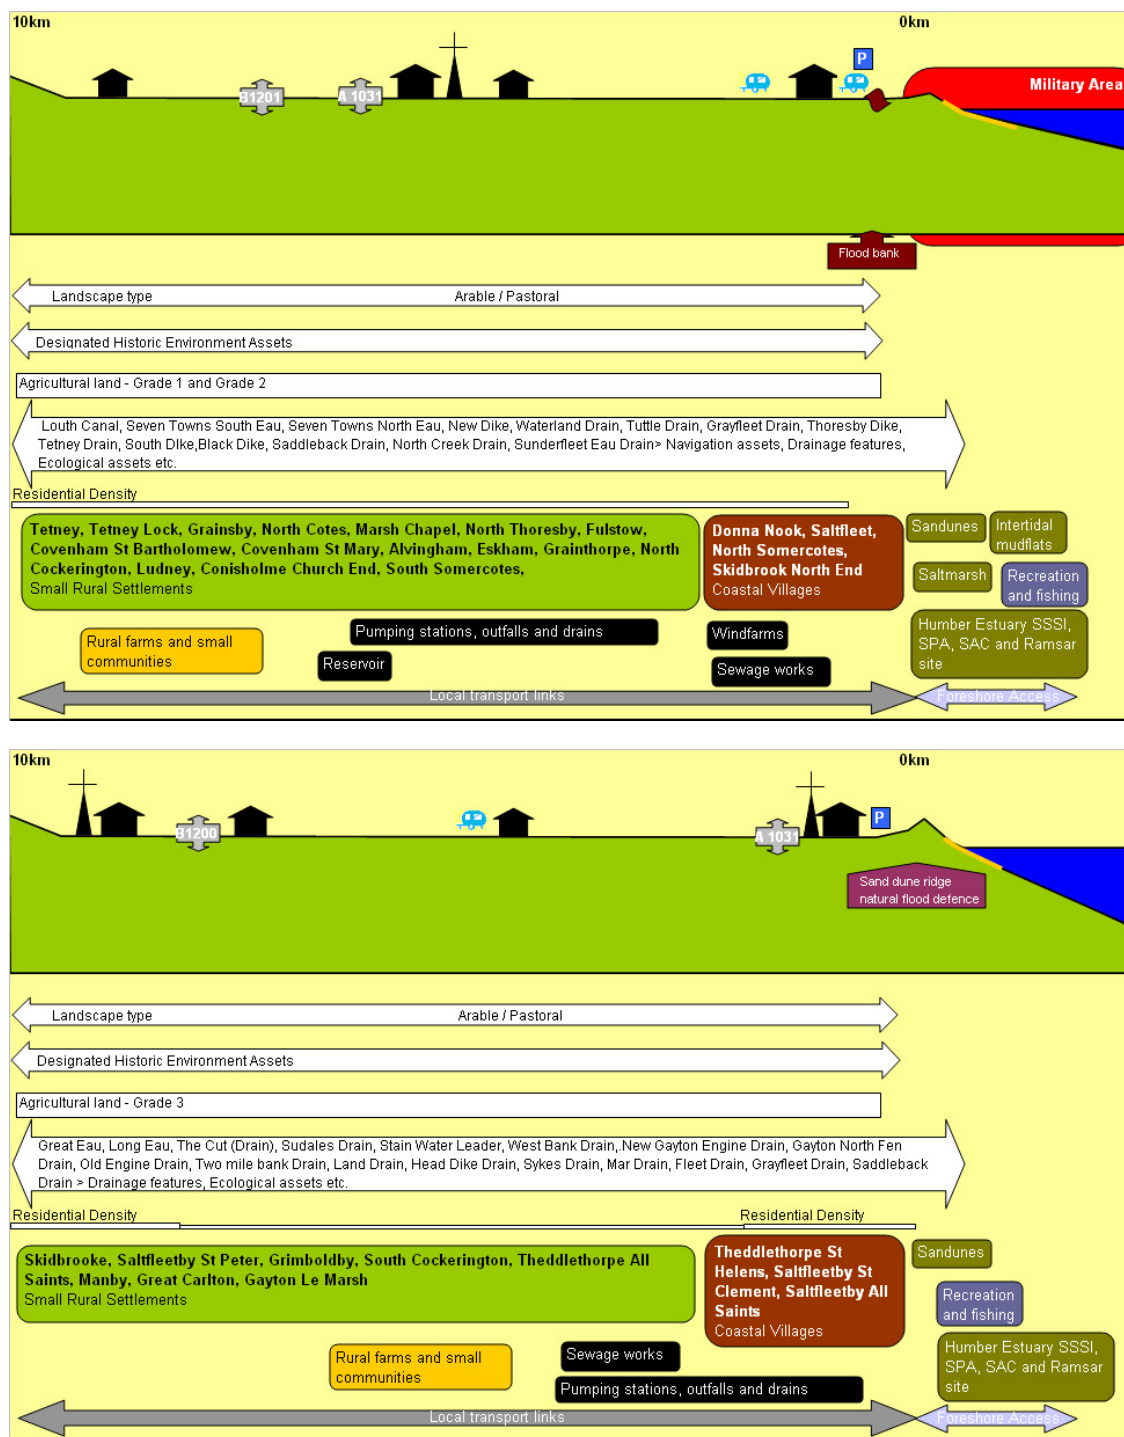 10km
0km
P
B1201
A 1031
Military Area
Flood bank
Landscape type
Arable / Pastoral
Designated Historic Environment Assets
Agricultural land - Grade 1 and Grade 2
Louth Canal, Seven Towns South Eau, Seven Towns North Eau, New Dike, Waterland Drain, Tuttle Drain, Grayfleet Drain, Thoresby Dike,
Tetney Drain, South DIke,Black Dike, Saddleback Drain, North Creek Drain, Sunderfleet Eau Drain> Navigation assets, Drainage features,
Ecological assets etc.
Residential Density
Tetney, Tetney Lock, Grainsby, North Cotes, Marsh Chapel, North Thoresby, Fulstow,
Covenham St Bartholomew, Covenham St Mary, Alvingham, Eskham, Grainthorpe, North
Cockerington, Ludney, Conisholme Church End, South Somercotes,
Small Rural Settlements
Donna Nook, Saltfleet,
North Somercotes,
Skidbrook North End
Coastal Villages
Sandunes
Intertidal
mudflats
Saltmarsh
Recreation
and fishing
Humber Estuary SSSI,
SPA, SAC and Ramsar
site
Rural farms and small
communities
Pumping stations, outfalls and drains
Reservoir
Windfarms
Sewage works
Local transport links
Foreshore Access
10km
0km
P
B1200
A 1031
Sand dune ridge
natural flood defence
Landscape type
Arable / Pastoral
Designated Historic Environment Assets
Agricultural land - Grade 3
Great Eau, Long Eau, The Cut (Drain), Sudales Drain, Stain Water Leader, West Bank Drain,.New Gayton Engine Drain, Gayton North Fen
Drain, Old Engine Drain, Two mile bank Drain, Land Drain, Head Dike Drain, Sykes Drain, Mar Drain, Fleet Drain, Grayfleet Drain, Saddleback
Drain > Drainage features, Ecological assets etc.
Residential Density
Residential Density
Skidbrooke, Saltfleetby St Peter, Grimboldby, South Cockerington, Theddlethorpe All
Saints, Manby, Great Carlton, Gayton Le Marsh
Small Rural Settlements
Theddlethorpe St
Helens, Saltfleetby St
Clement, Saltfleetby All
Saints
Coastal Villages
Sandunes
Recreation
and fishing
Humber Estuary SSSI,
SPA, SAC and Ramsar
site
Rural farms and small
communities
Sewage works
Pumping stations, outfalls and drains
Local transport links
Foreshore Access